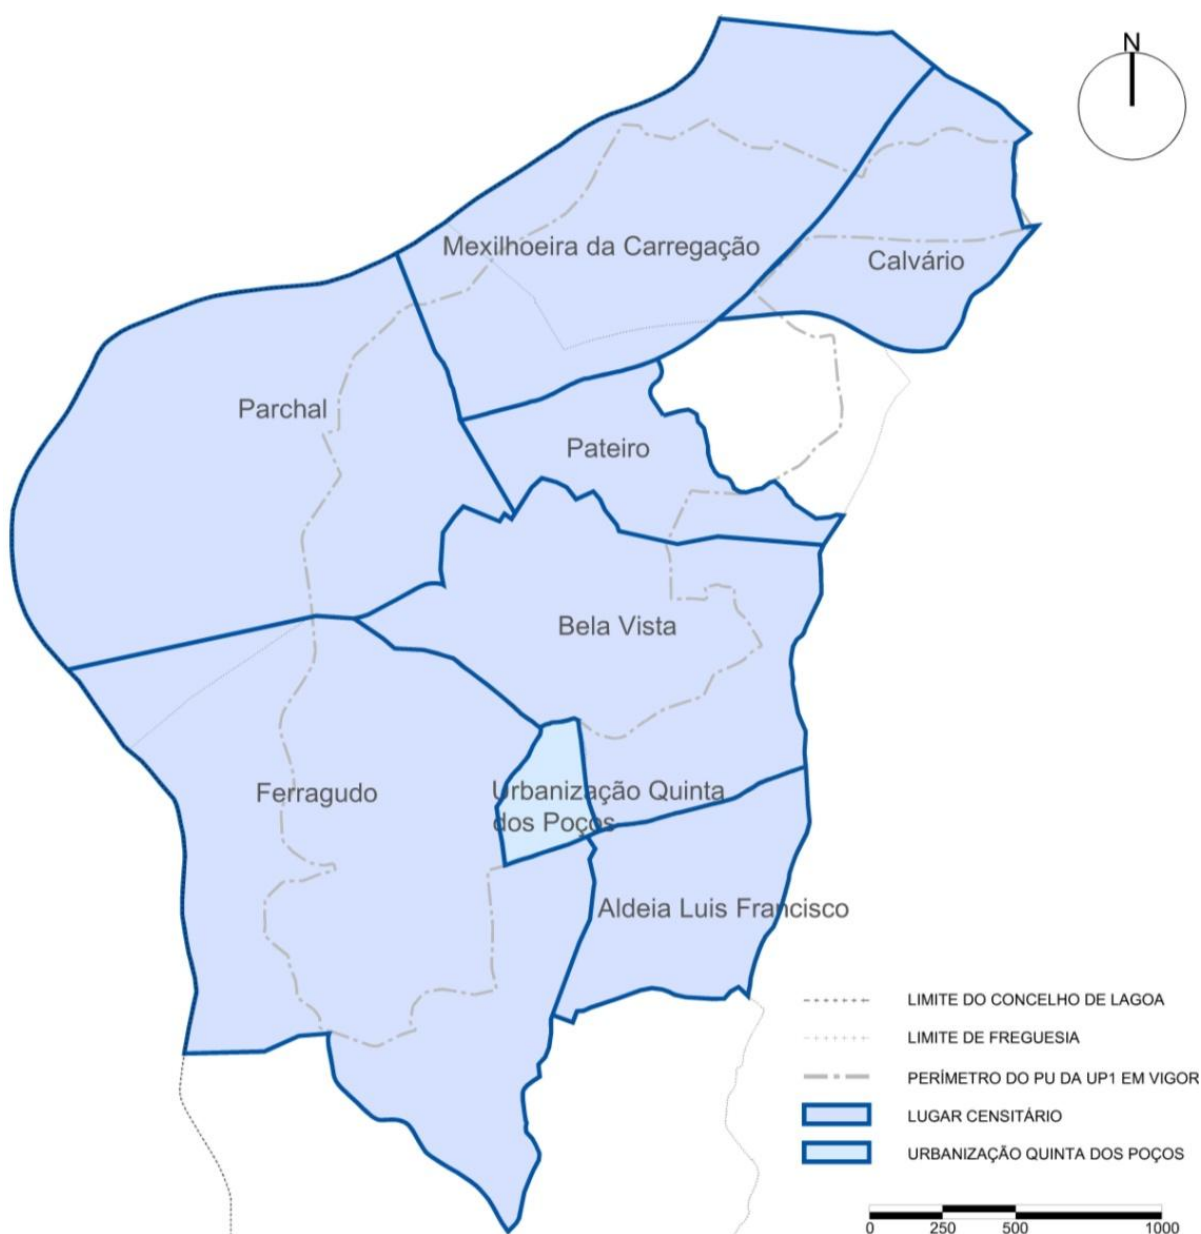 N
Mexilhoeira da Carregação
Calvário
Parchal
Pateiro
Bela Vista
Ferragudo
Urbanização Quinta
dos Poços
Aldeia Luis Francisco
LIMITE DO CONCELHO DE LAGOA
LIMITE DE FREGUESIA
PERÍMETRO DO PU DA UP1 EM VIGOR
LUGAR CENSITÁRIO
URBANIZAÇÃO QUINTA DOS POÇOS
0 250 500 1000